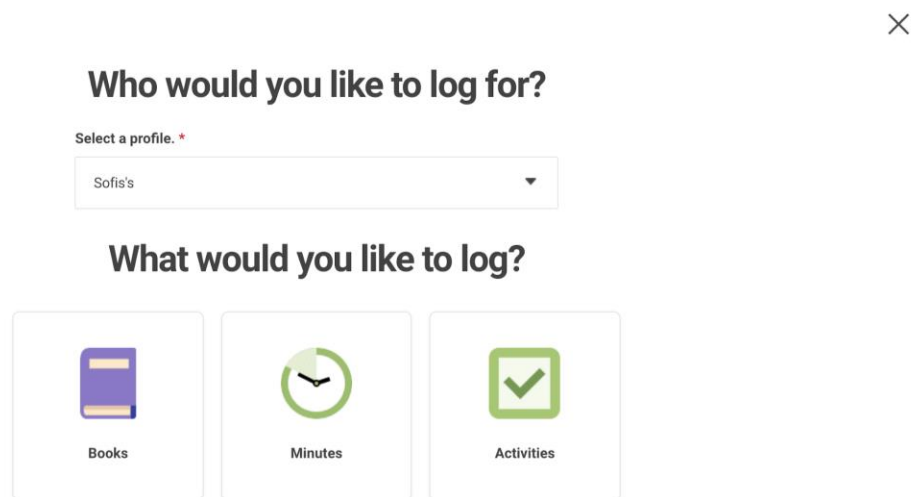 Who would you like to log for?
Select a profile. *
Sofis's
What would you like to log?
Books
Minutes
Activities